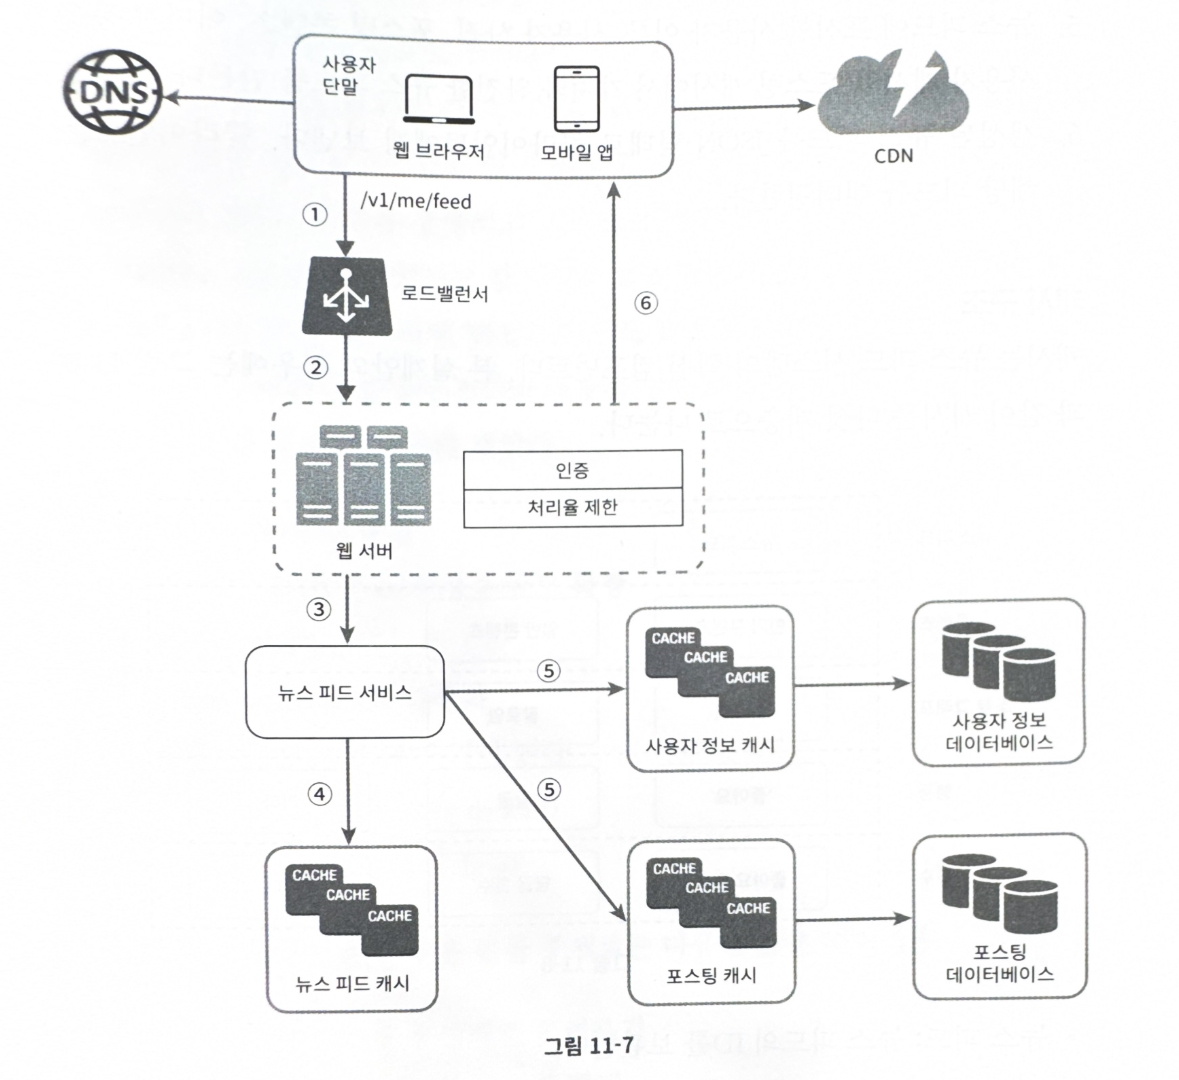 DNS
사용자
단말
웹 브라우저
모바일 앱
CDN
①
/v1/me/feed
로드밸런서
⑥
②
인증
처리율 제한
웹 서버
③
뉴스 피드 서비스
⑤
CACHE
CACHE
CACHE
사용자 정보 캐시
사용자 정보
데이터베이스
④
⑤
CACHE
CACHE
CACHE
뉴스 피드 캐시
CACHE
CACHE
CACHE
포스팅 캐시
포스팅
데이터베이스
그림 11-7